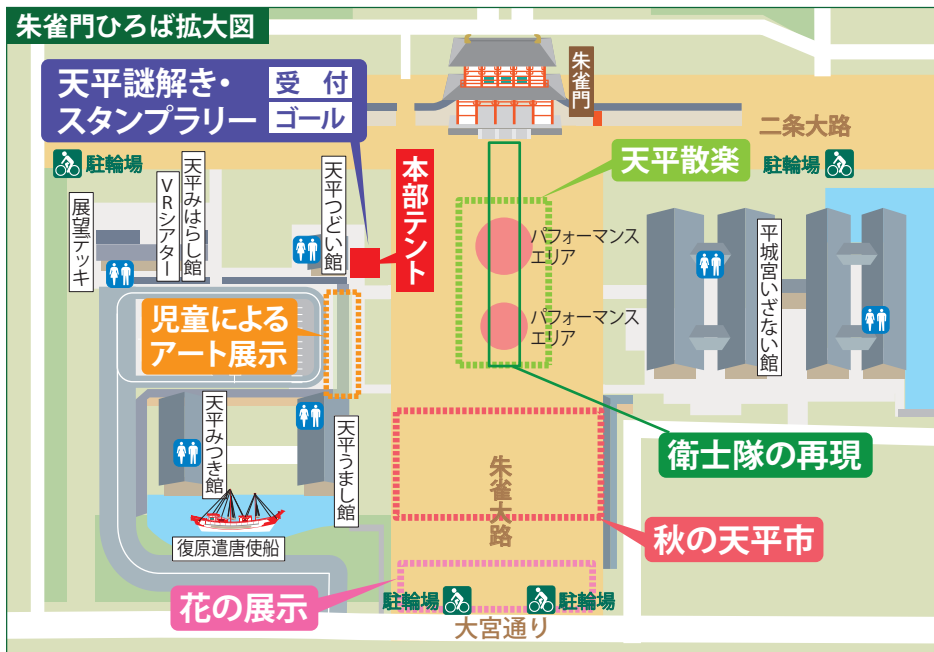 朱雀門ひろば拡大図
天平謎解き・
スタンプラリー
受 付
ゴール
朱雀門
二条大路
駐輪場
天平散楽
駐輪場
本部テント
展望デッキ
VRシアター
天平みはらし館
天平つどい館
パフォーマンス
エリア
平城宮いざない館
児童による
アート展示
パフォーマンス
エリア
天平みつき館
天平うまし館
朱雀大路
衛士隊の再現
秋の天平市
復原遣唐使船
花の展示
駐輪場
駐輪場
大宮通り